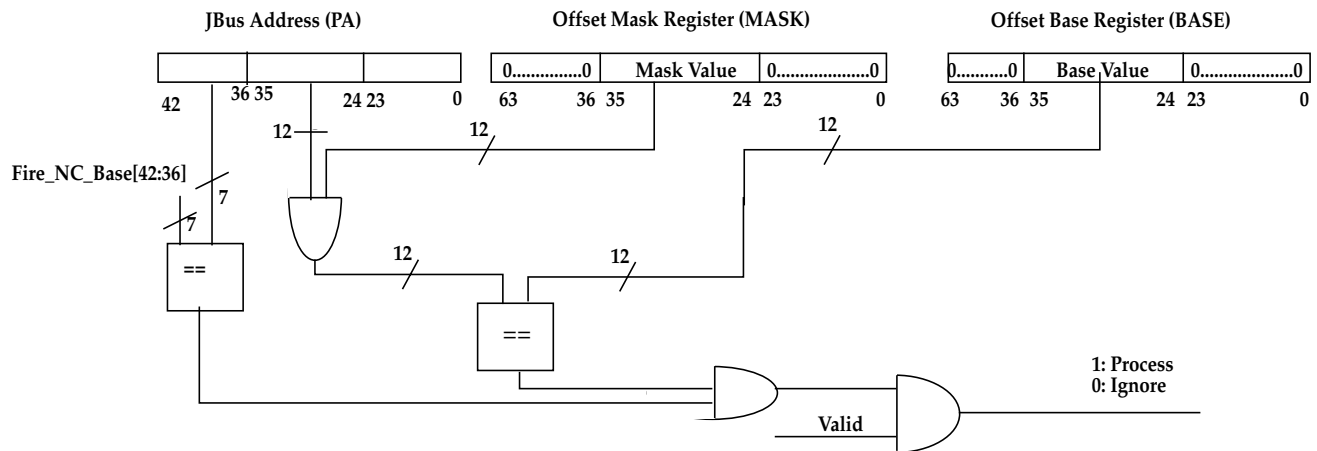 JBus Address (PA) Offset Mask Register (MASK) Offset Base Register (BASE)
0...............0 Mask Value 0....................0 0...........0 Base Value 0....................0
42 36 35 24 23 0 63 36 35 24 23 0 63 36 35 24 23 0
12 12 12
Fire_NC_Base[42:36]
7
7
12 12
==
==
1: Process
0: Ignore
Valid